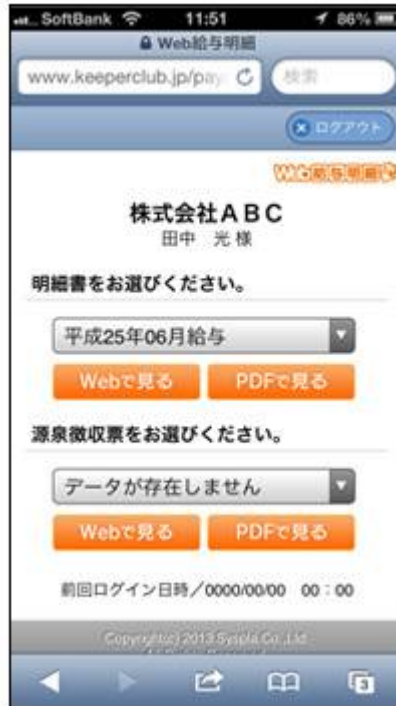 SoftBank 11:51 86%
Web給与明細
www.keeperclub.jp/pay
検索
ログアウト
Web給与明細
株式会社ABC
田中 光 様
明細書をお選びください。
平成25年06月給与
Webで見る PDFで見る
源泉徴収票をお選びください。
データが存在しません
Webで見る PDFで見る
前回ログイン日時/0000/00/00 00:00
Copyright(c) 2013 Syspla Co.,Ltd
3